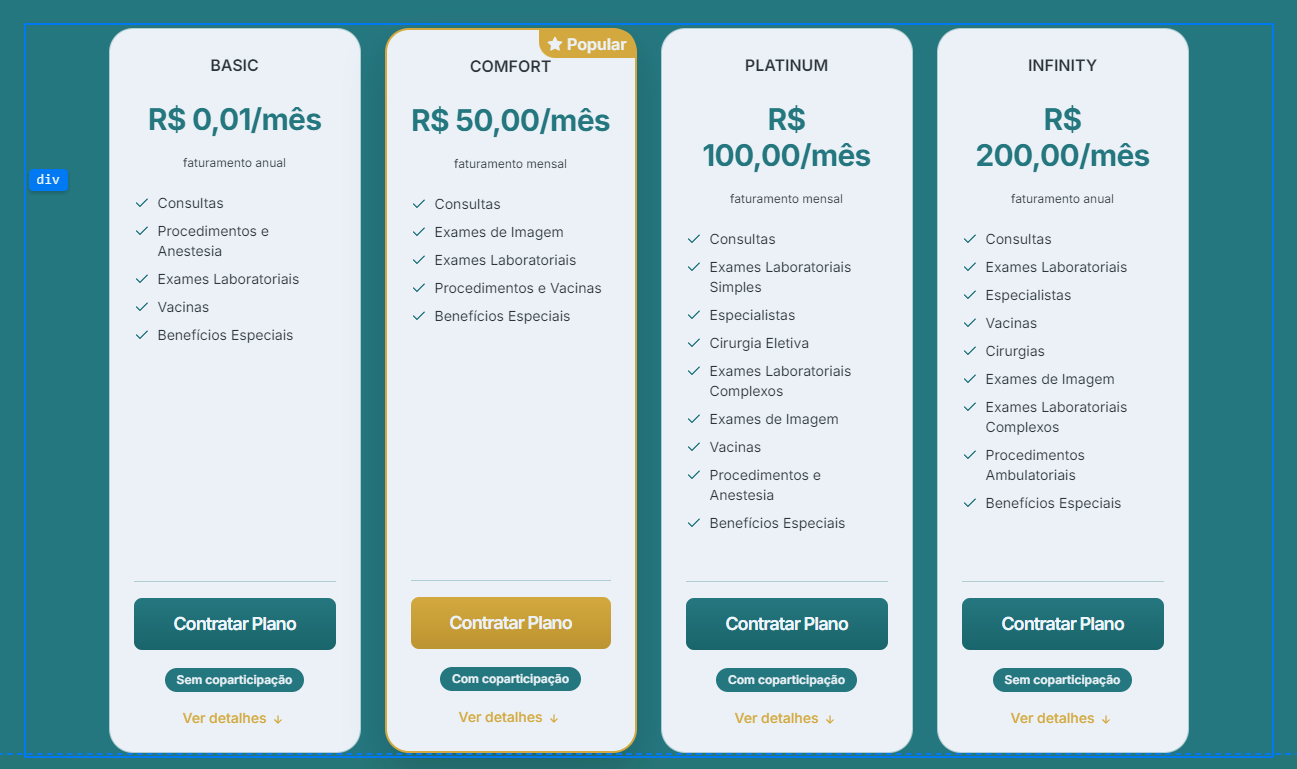 div
BASIC
R$ 0,01/mês
faturamento anual
Consultas
Procedimentos e
Anestesia
Exames Laboratoriais
Vacinas
Benefícios Especiais
Contratar Plano
Sem coparticipação
Ver detalhes ↓
Popular
COMFORT
R$ 50,00/mês
faturamento mensal
Consultas
Exames de Imagem
Exames Laboratoriais
Procedimentos e Vacinas
Benefícios Especiais
Contratar Plano
Com coparticipação
Ver detalhes ↓
PLATINUM
R$
100,00/mês
faturamento mensal
Consultas
Exames Laboratoriais
Simples
Especialistas
Cirurgia Eletiva
Exames Laboratoriais
Complexos
Exames de Imagem
Vacinas
Procedimentos e
Anestesia
Benefícios Especiais
Contratar Plano
Com coparticipação
Ver detalhes ↓
INFINITY
R$
200,00/mês
faturamento anual
Consultas
Exames Laboratoriais
Especialistas
Vacinas
Cirurgias
Exames de Imagem
Exames Laboratoriais
Complexos
Procedimentos
Ambulatoriais
Benefícios Especiais
Contratar Plano
Sem coparticipação
Ver detalhes ↓